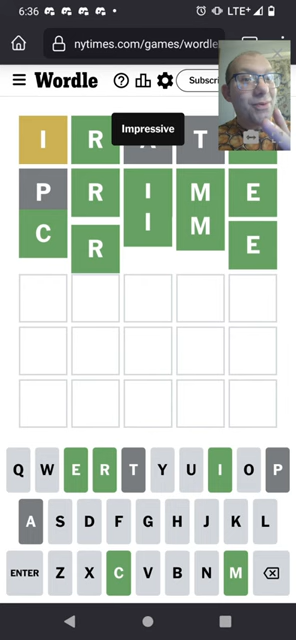 6:36 LTE+
nytimes.com/games/wordle
Wordle Subscri
Impressive
I R A T
P R I M E
C R I M E
Q W E R T Y U I O P
A S D F G H J K L
ENTER Z X C V B N M